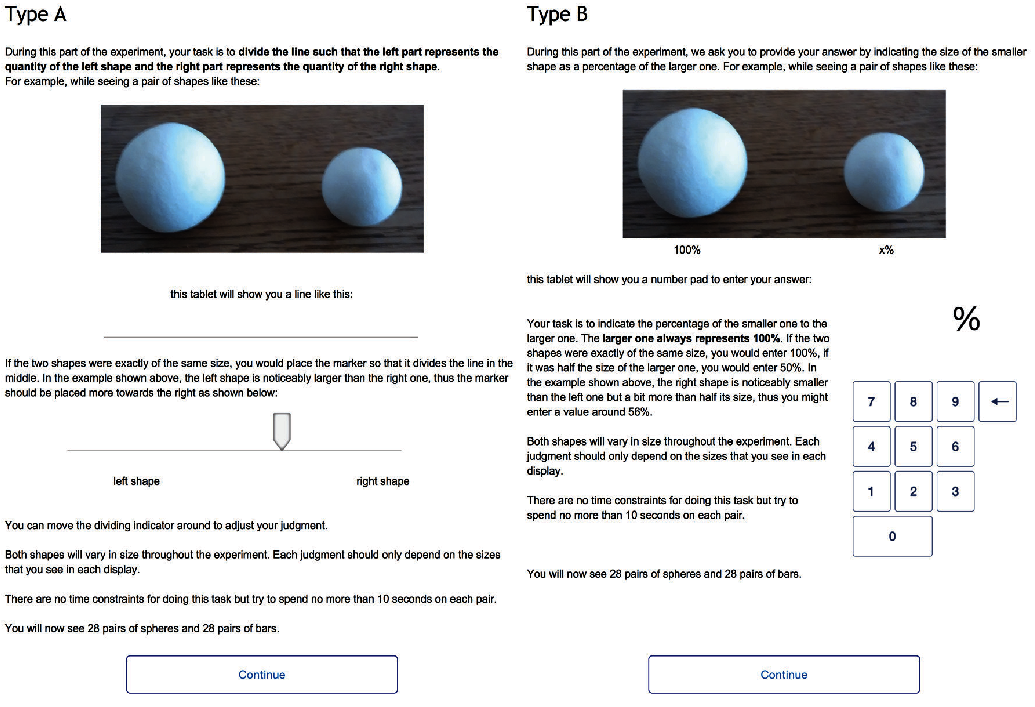 Type A
During this part of the experiment, your task is to divide the line such that the left part represents the
quantity of the left shape and the right part represents the quantity of the right shape.
For example, while seeing a pair of shapes like these:
this tablet will show you a line like this:
If the two shapes were exactly of the same size, you would place the marker so that it divides the line in the
middle. In the example shown above, the left shape is noticeably larger than the right one, thus the marker
should be placed more towards the right as shown below:
left shape
right shape
You can move the dividing indicator around to adjust your judgment.
Both shapes will vary in size throughout the experiment. Each judgment should only depend on the sizes
that you see in each display.
There are no time constraints for doing this task but try to spend no more than 10 seconds on each pair.
You will now see 28 pairs of spheres and 28 pairs of bars.
Continue
Type B
During this part of the experiment, we ask you to provide your answer by indicating the size of the smaller
shape as a percentage of the larger one. For example, while seeing a pair of shapes like these:
100%
x%
this tablet will show you a number pad to enter your answer:
Your task is to indicate the percentage of the smaller one to the
larger one. The larger one always represents 100%. If the two
shapes were exactly of the same size, you would enter 100%, if
it was half the size of the larger one, you would enter 50%. In
the example shown above, the right shape is noticeably smaller
than the left one but a bit more than half its size, thus you might
enter a value around 58%.
Both shapes will vary in size throughout the experiment. Each
judgment should only depend on the sizes that you see in each
display.
There are no time constraints for doing this task but try to
spend no more than 10 seconds on each pair.
%
7 8 9 ←
4 5 6
1 2 3
0
You will now see 28 pairs of spheres and 28 pairs of bars.
Continue